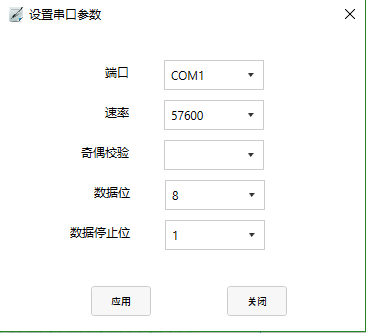 设置串口参数
端口 COM1
速率 57600
奇偶校验
数据位 8
数据停止位 1
应用 关闭